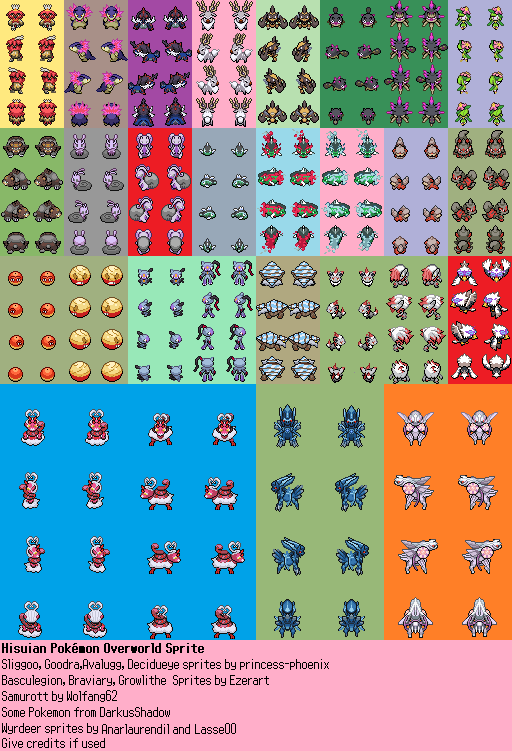 Hisuian Pokémon Overworld Sprite
Sliggoo, Goodra,Avalugg, Decidueye sprites by princess-phoenix
Basculegion, Braviary, Growlithe Sprites by Ezerart
Samurott by Wolfang62
Some Pokemon from DarkusShadow
Wyrdeer sprites by Anarlaurendil and Lasse00
Give credits if used